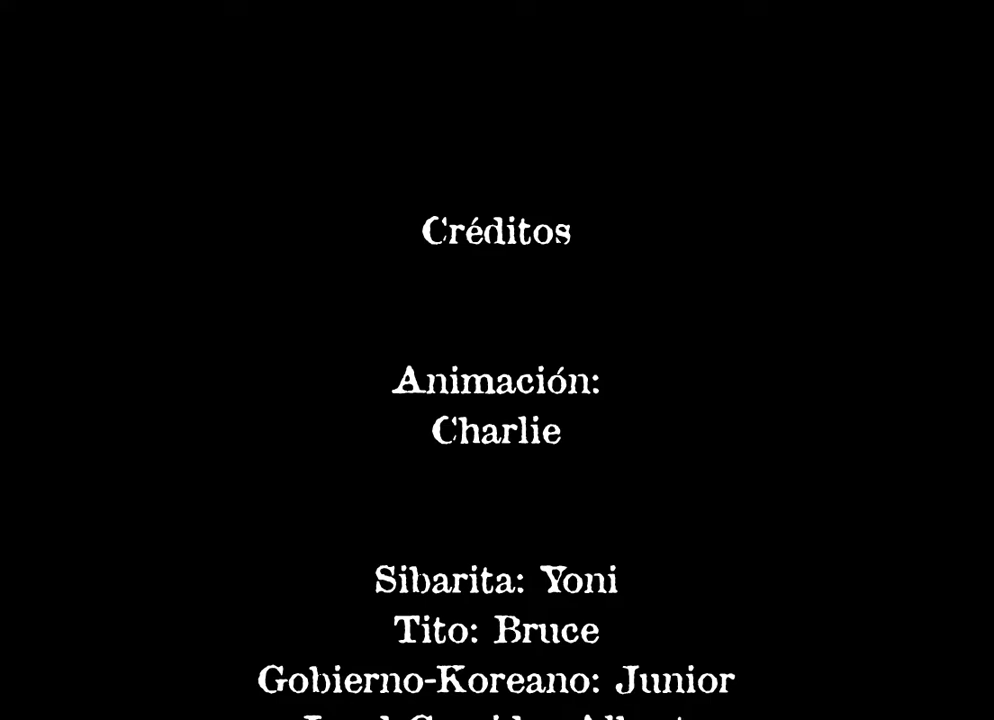 Créditos
Animación:
Charlie
Sibarita: Yoni
Tito: Bruce
Gobierno-Koreano: Junior